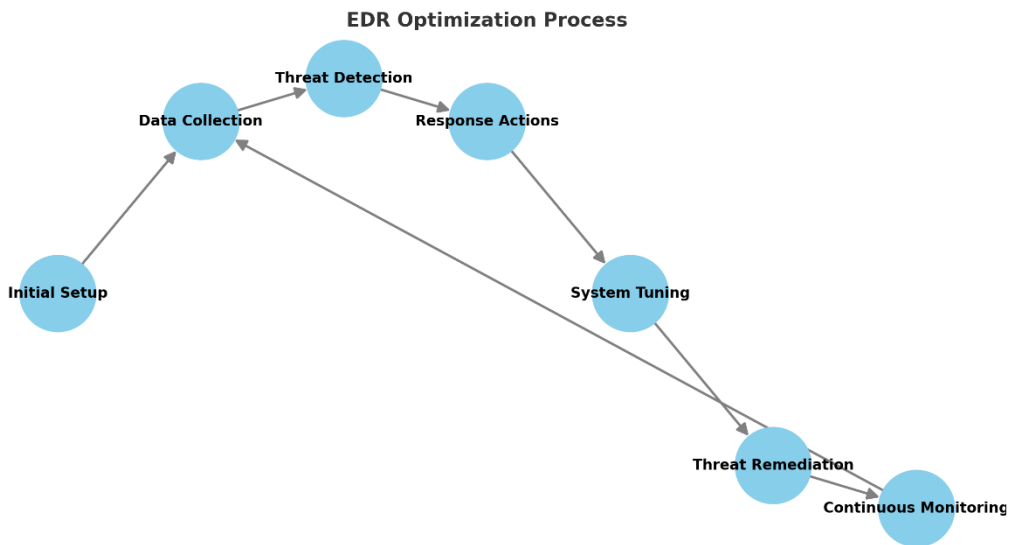 EDR Optimization Process
Threat Detection
Data Collection
Response Actions
Initial Setup
System Tuning
Threat Remediation
Continuous Monitoring